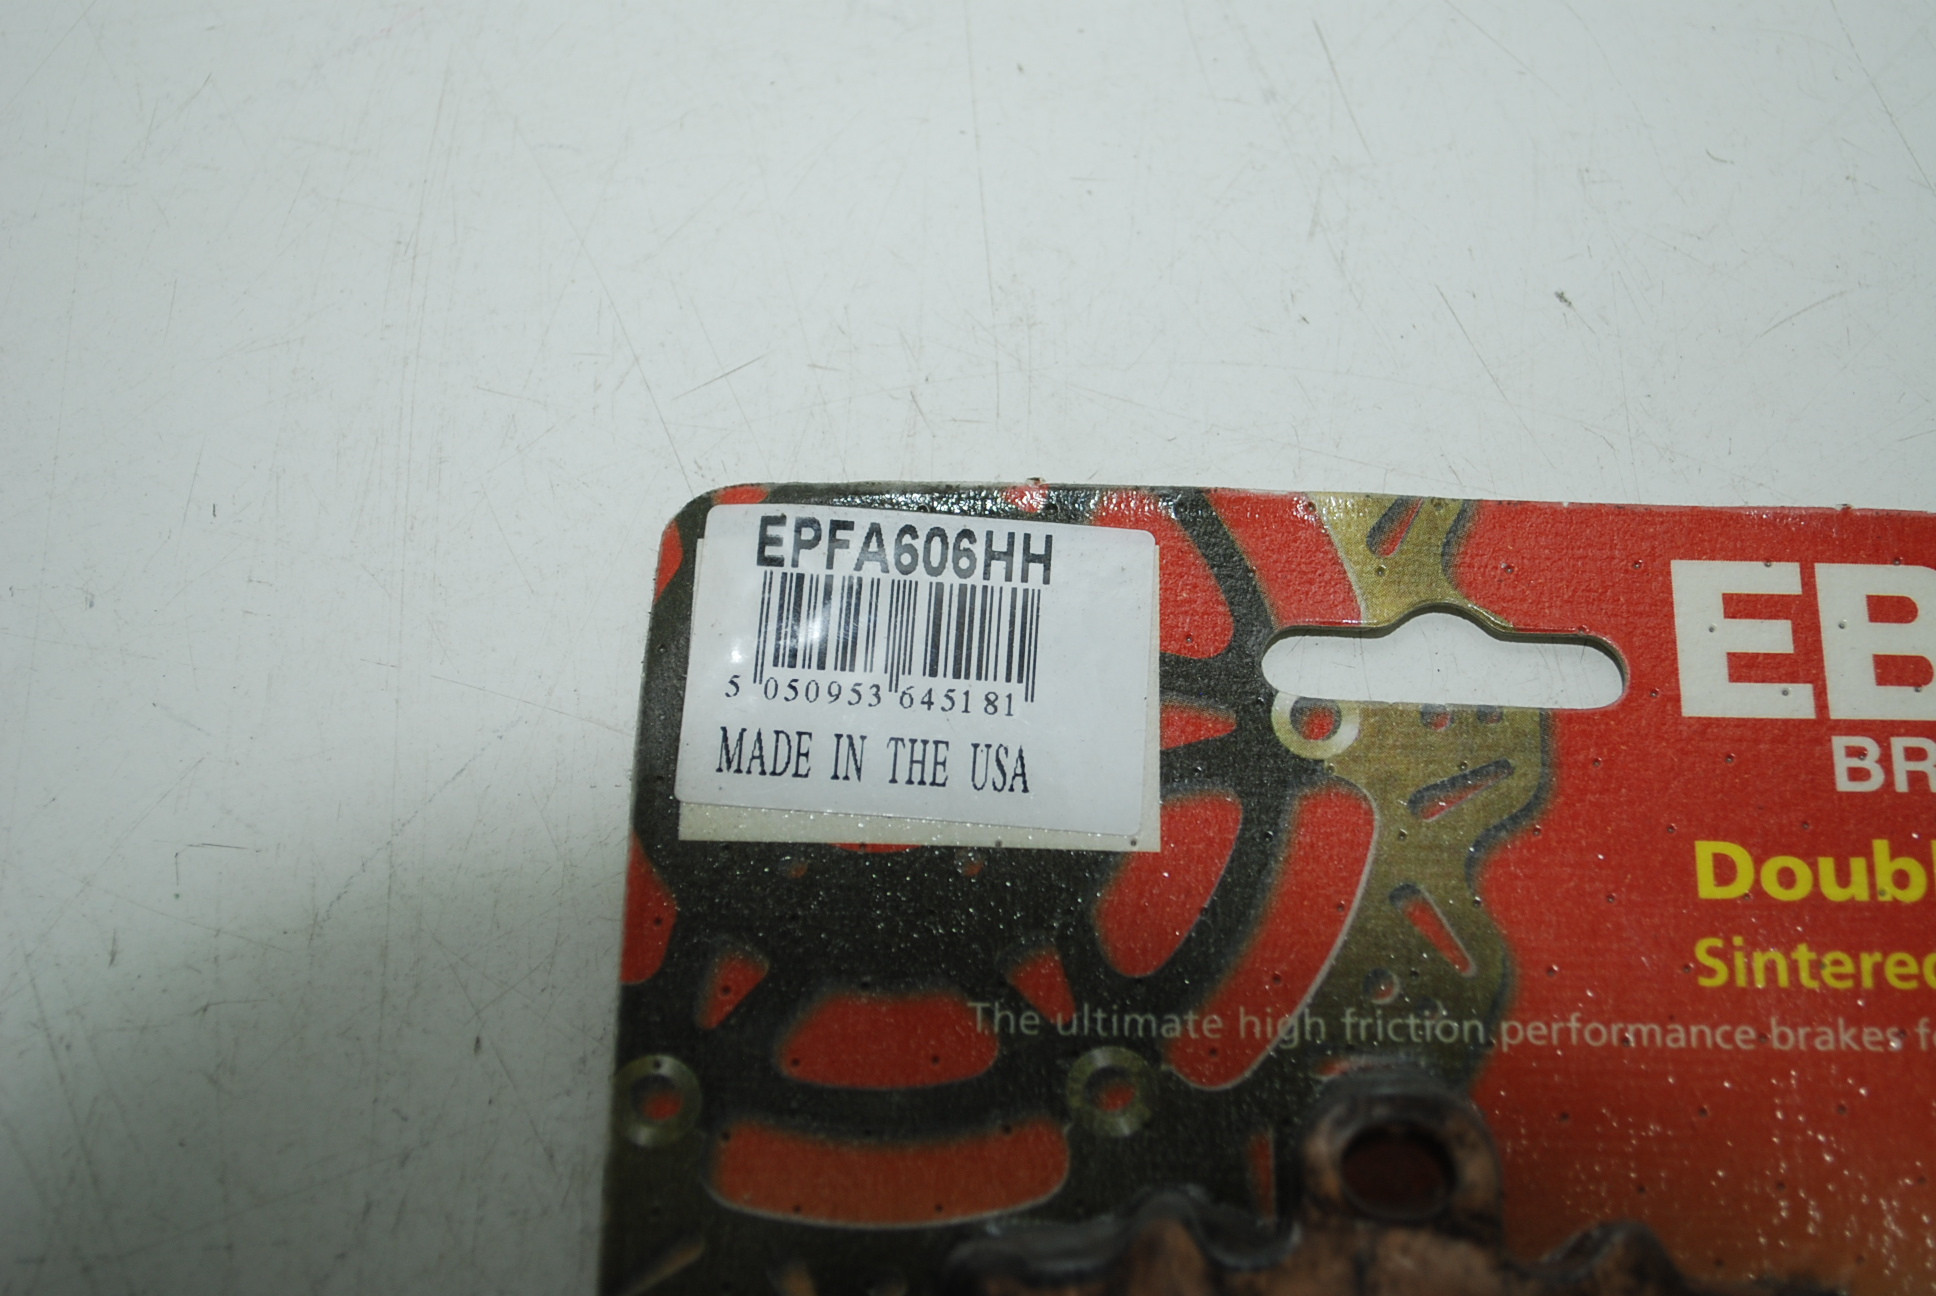 EPFA606HH
5 050953 645181
MADE IN THE USA
EB
BR
Doubl
Sintered
The ultimate high friction performance brakes f